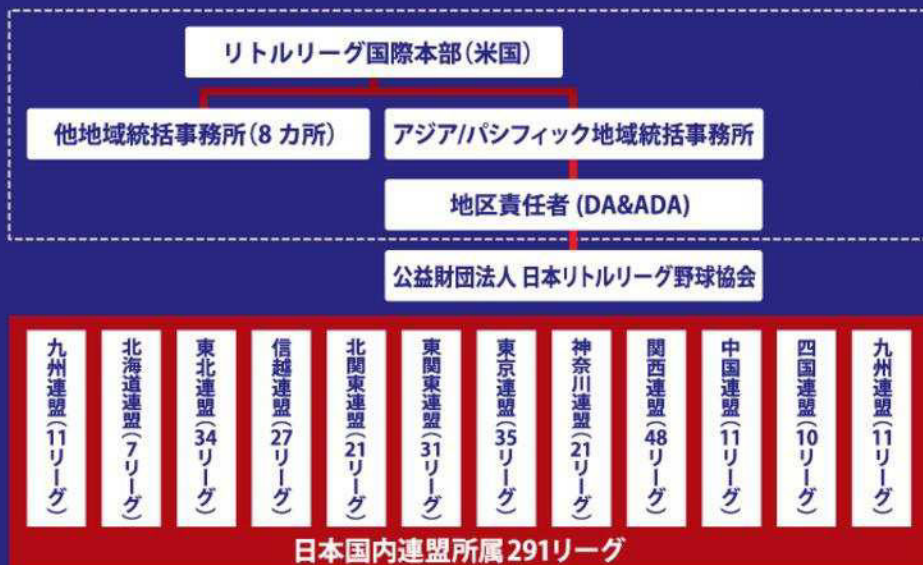 リトルリーグ国際本部(米国)
他地域統括事務所(8 カ所)
アジア/パシフィック地域統括事務所
地区責任者 (DA&ADA)
公益財団法人 日本リトルリーグ野球協会
九州連盟(11リーグ)
北海道連盟(7リーグ)
東北連盟(34リーグ)
信越連盟(27リーグ)
北関東連盟(21リーグ)
東関東連盟(31リーグ)
東京連盟(35リーグ)
神奈川連盟(21リーグ)
関西連盟(48リーグ)
中国連盟(11リーグ)
四国連盟(10リーグ)
九州連盟(11リーグ)
日本国内連盟所属 291リーグ